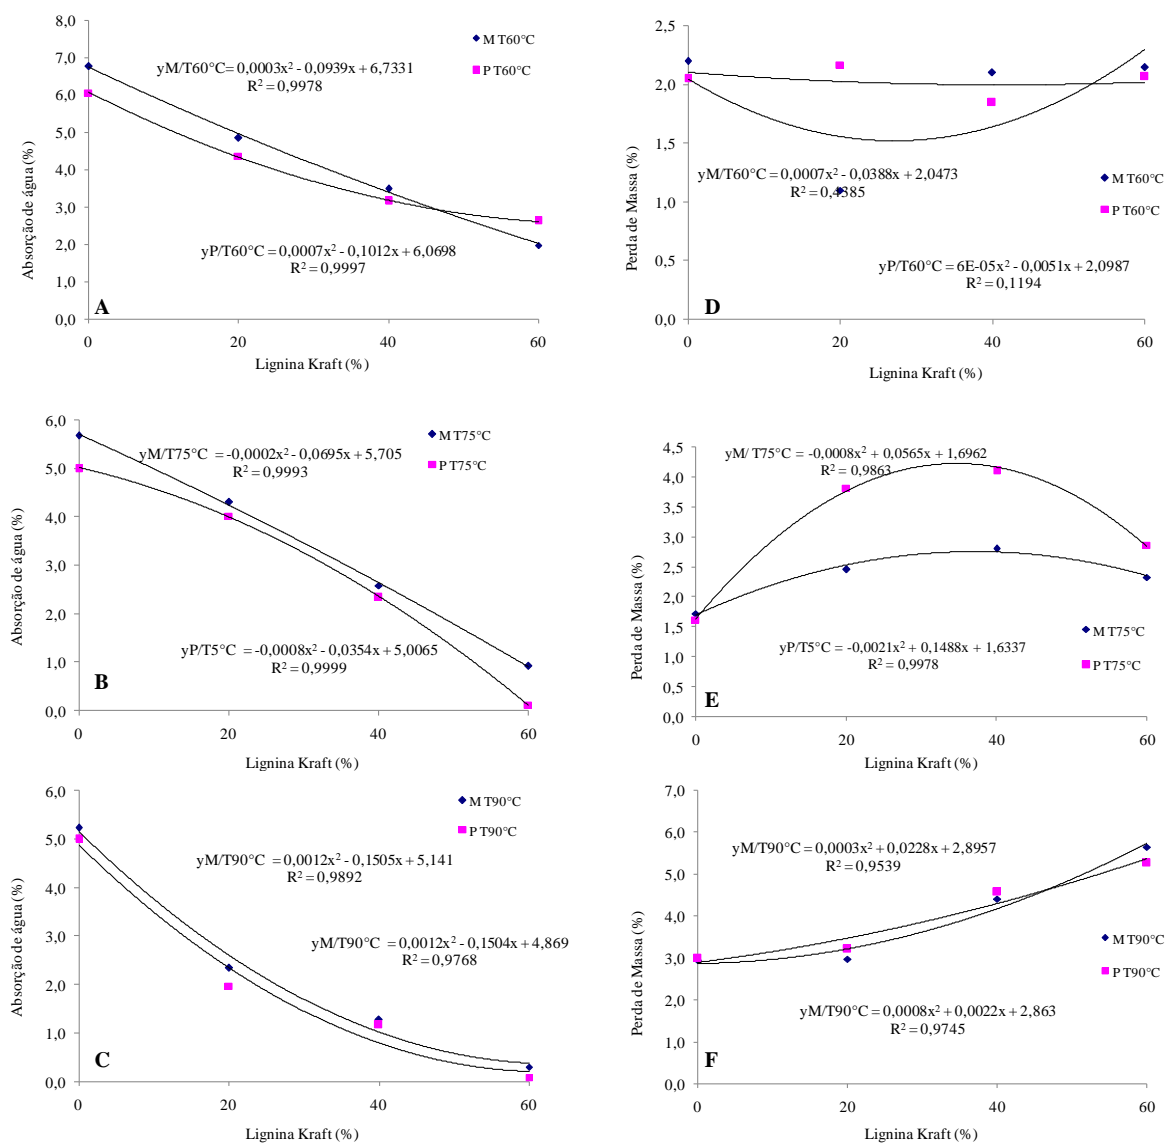 8,0
7,0
6,0
5,0
4,0
3,0
2,0
1,0
0,0
Absorção de água (%)
M T60°C
P T60°C
yM/T60°C= 0,0003x² - 0,0939x + 6,7331
R² = 0,9978
yP/T60°C = 0,0007x² - 0,1012x + 6,0698
R² = 0,9997
A
0 20 40 60
Lignina Kraft (%)
2,5
2,0
1,5
1,0
0,5
0,0
Perda de Massa (%)
yM/T60°C = 0,0007x² - 0,0388x + 2,0473
R² = 0,4385
M T60°C
P T60°C
yP/T60°C = 6E-05x² - 0,0051x + 2,0987
R² = 0,1194
D
0 20 40 60
Lignina Kraft (%)
6,0
5,0
4,0
3,0
2,0
1,0
0,0
Absorção de água (%)
M T75°C
P T75°C
yM/T75°C = -0,0002x² - 0,0695x + 5,705
R² = 0,9993
yP/T5°C = -0,0008x² - 0,0354x + 5,0065
R² = 0,9999
B
0 20 40 60
Lignina Kraft (%)
4,5
4,0
3,5
3,0
2,5
2,0
1,5
1,0
0,5
0,0
Perda de Massa (%)
yM/ T75°C = -0,0008x² + 0,0565x + 1,6962
R² = 0,9863
M T75°C
P T75°C
yP/T5°C = -0,0021x² + 0,1488x + 1,6337
R² = 0,9978
E
0 20 40 60
Lignina Kraft (%)
6,0
5,0
4,0
3,0
2,0
1,0
0,0
Absorção de água (%)
M T90°C
P T90°C
yM/T90°C = 0,0012x² - 0,1505x + 5,141
R² = 0,9892
yM/T90°C = 0,0012x² - 0,1504x + 4,869
R² = 0,9768
C
0 20 40 60
Lignina Kraft (%)
7,0
6,0
5,0
4,0
3,0
2,0
1,0
0,0
Perda de Massa (%)
yM/T90°C = 0,0003x² + 0,0228x + 2,8957
R² = 0,9539
M T90°C
P T90°C
yM/T90°C = 0,0008x² + 0,0022x + 2,863
R² = 0,9745
F
0 20 40 60
Lignina Kraft (%)